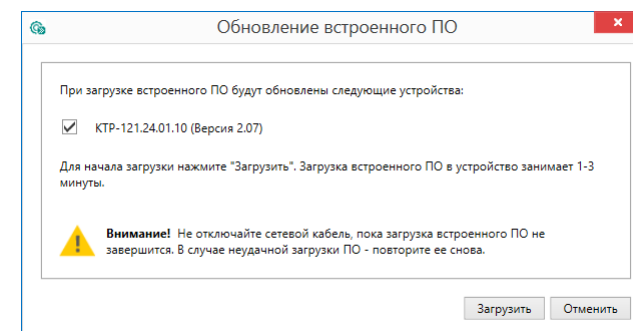 Обновление встроенного ПО
При загрузке встроенного ПО будут обновлены следующие устройства:
КТР-121.24.01.10 (Версия 2.07)
Для начала загрузки нажмите "Загрузить". Загрузка встроенного ПО в устройство занимает 1-3
минуты.
Внимание! Не отключайте сетевой кабель, пока загрузка встроенного ПО не
завершится. В случае неудачной загрузки ПО - повторите ее снова.
Загрузить Отменить